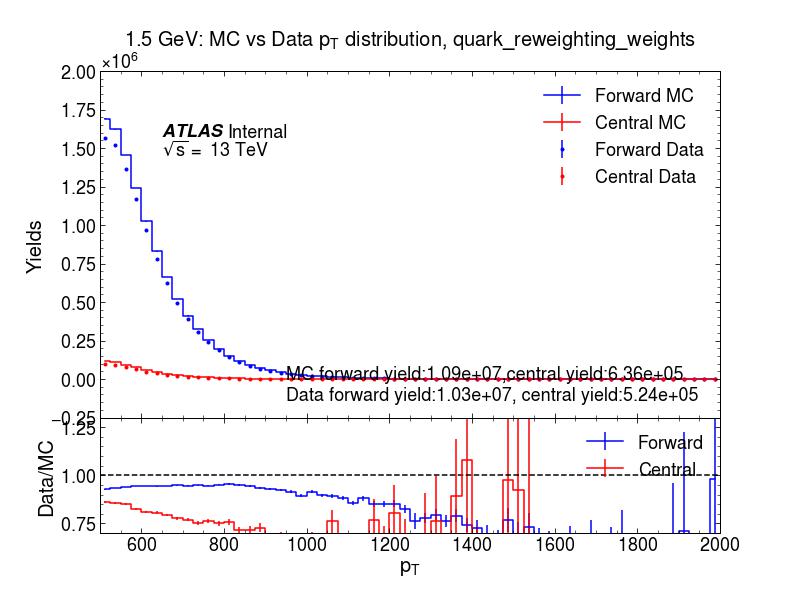 1.5 GeV: MC vs Data pT distribution, quark_reweighting_weights
×10⁶
2.00
1.75
1.50
1.25
1.00
0.75
0.50
0.25
0.00
−0.25
Yields
ATLAS Internal
√s = 13 TeV
Forward MC
Central MC
Forward Data
Central Data
MC forward yield:1.09e+07,central yield:6.36e+05
Data forward yield:1.03e+07, central yield:5.24e+05
1.25
1.00
0.75
Data/MC
Forward
Central
600 800 1000 1200 1400 1600 1800 2000
pT